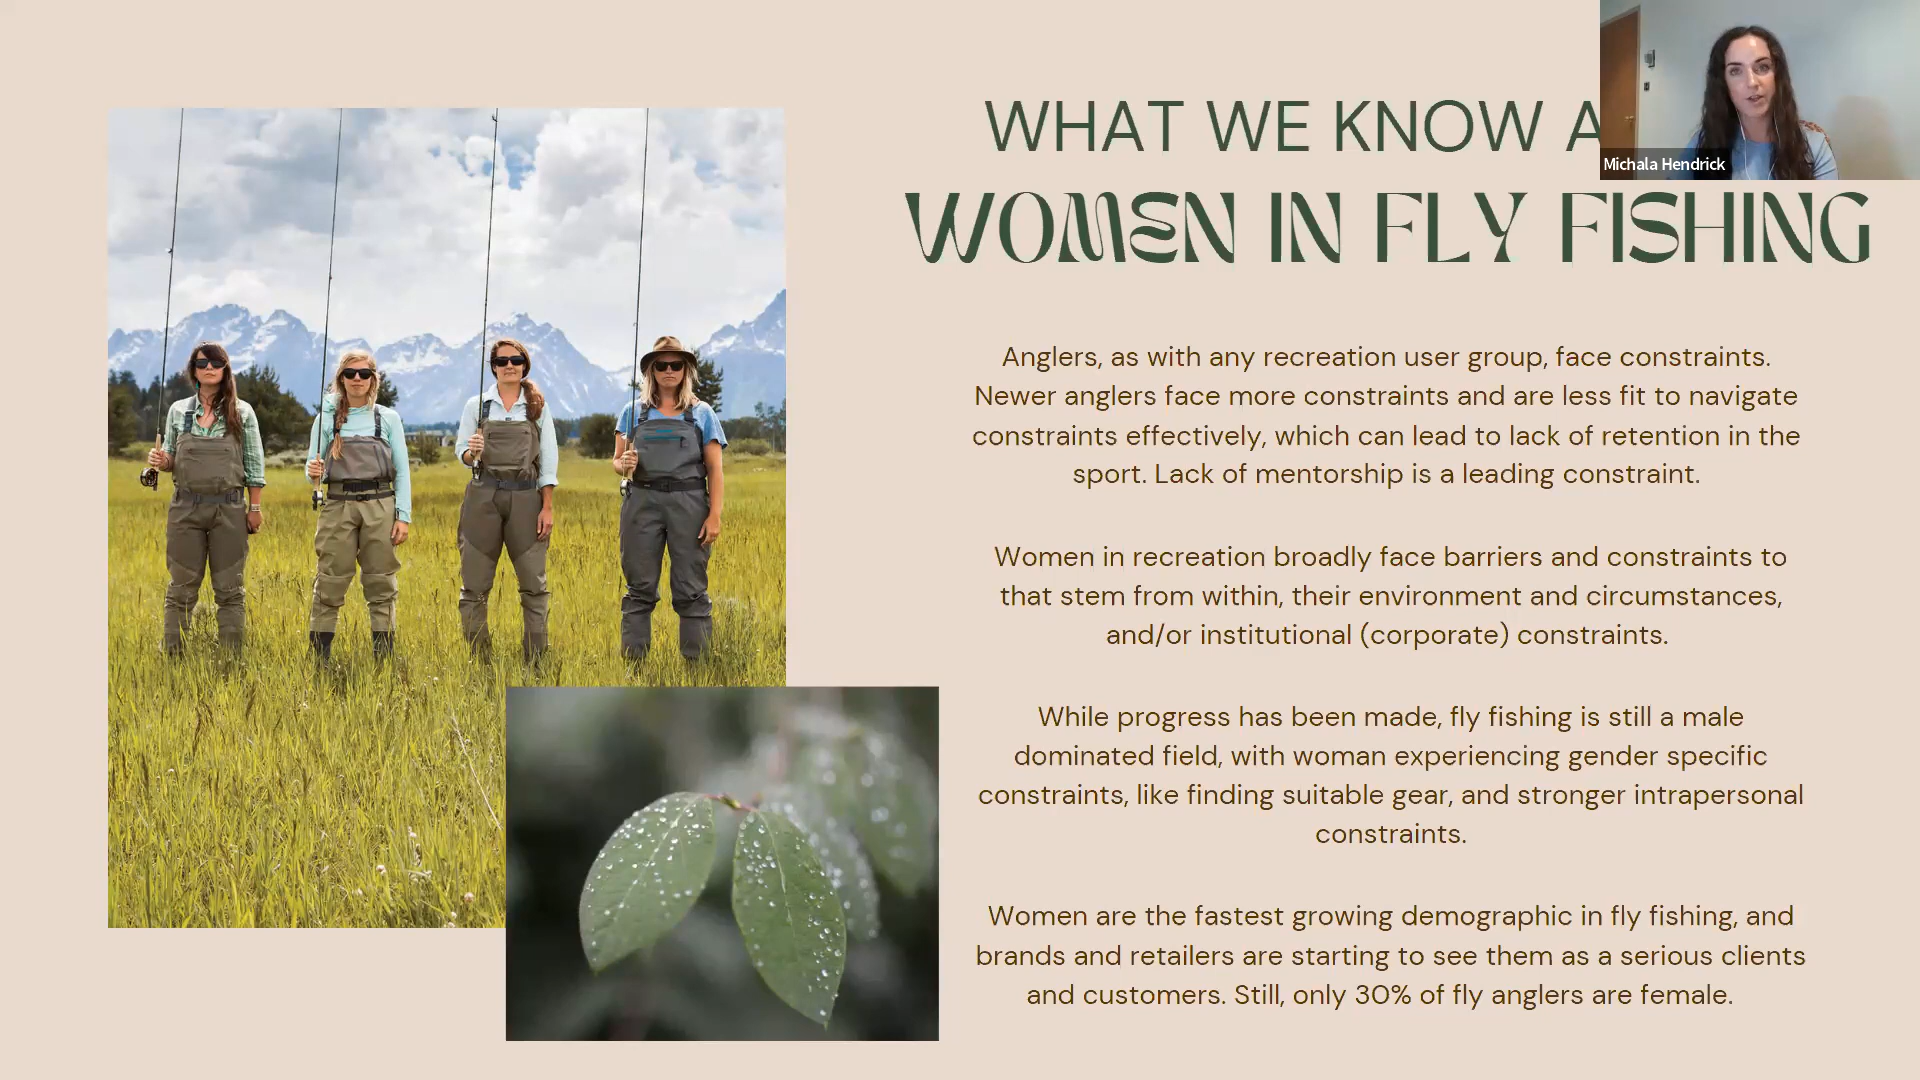 WHAT WE KNOW A
Michala Hendrick
WOMEN IN FLY FISHING
Anglers, as with any recreation user group, face constraints.
Newer anglers face more constraints and are less fit to navigate
constraints effectively, which can lead to lack of retention in the
sport. Lack of mentorship is a leading constraint.
Women in recreation broadly face barriers and constraints to
that stem from within, their environment and circumstances,
and/or institutional (corporate) constraints.
While progress has been made, fly fishing is still a male
dominated field, with woman experiencing gender specific
constraints, like finding suitable gear, and stronger intrapersonal
constraints.
Women are the fastest growing demographic in fly fishing, and
brands and retailers are starting to see them as a serious clients
and customers. Still, only 30% of fly anglers are female.